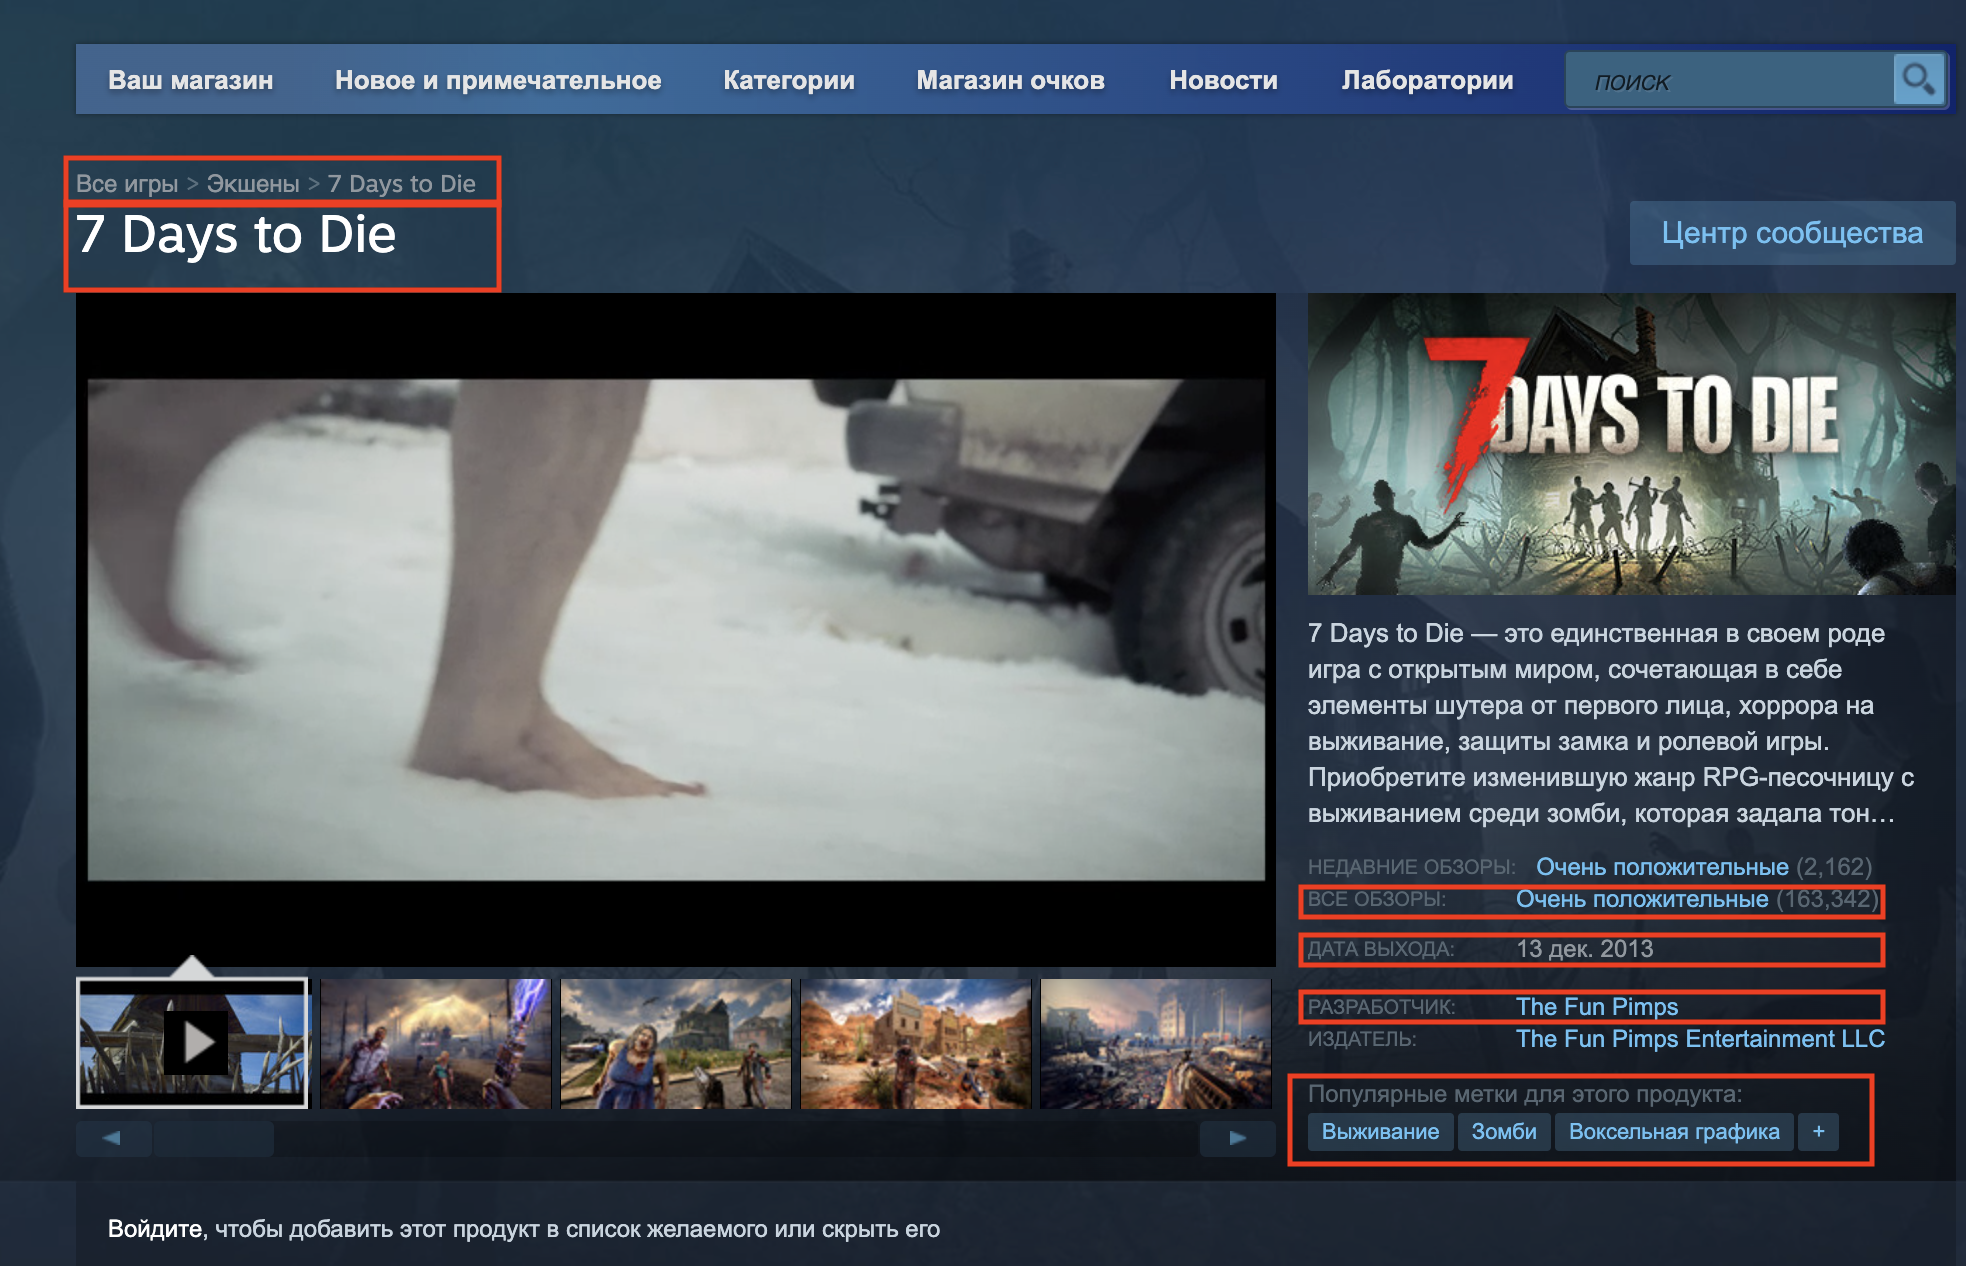 Ваш магазин Новое и примечательное Категории Магазин очков Новости Лаборатории поиск
Все игры > Экшены > 7 Days to Die
7 Days to Die
Центр сообщества
7 DAYS TO DIE
7 Days to Die — это единственная в своем роде
игра с открытым миром, сочетающая в себе
элементы шутера от первого лица, хоррора на
выживание, защиты замка и ролевой игры.
Приобретите изменившую жанр RPG-песочницу с
выживанием среди зомби, которая задала тон…
НЕДАВНИЕ ОБЗОРЫ: Очень положительные (2,162)
ВСЕ ОБЗОРЫ: Очень положительные (163,342)
ДАТА ВЫХОДА: 13 дек. 2013
РАЗРАБОТЧИК: The Fun Pimps
ИЗДАТЕЛЬ: The Fun Pimps Entertainment LLC
Популярные метки для этого продукта:
Выживание Зомби Воксельная графика +
Войдите, чтобы добавить этот продукт в список желаемого или скрыть его